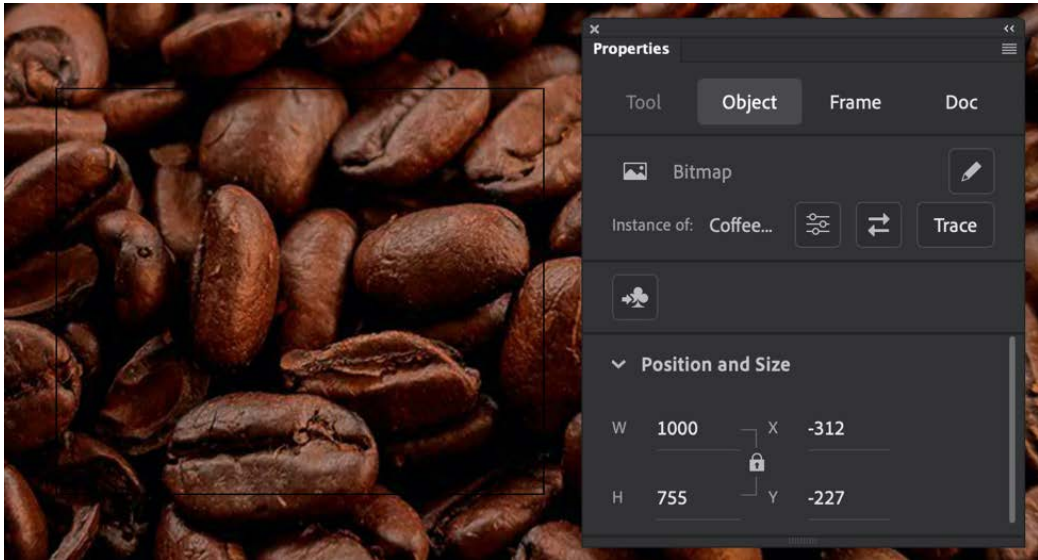 Properties
Tool Object Frame Doc
Bitmap
Instance of: Coffee... Trace
Position and Size
W 1000 X -312
H 755 Y -227